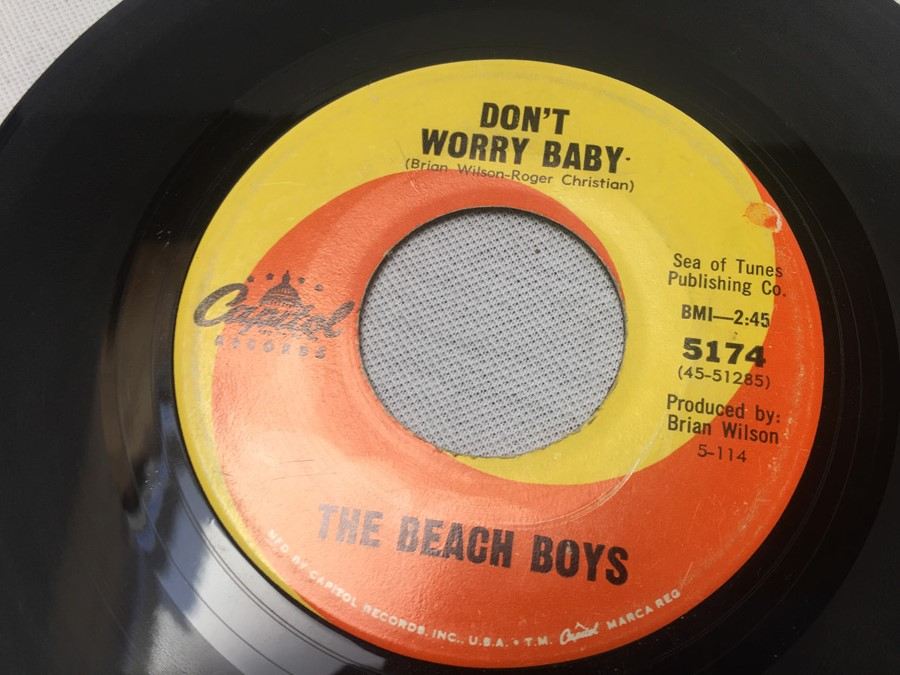 DON'T
WORRY BABY
(Brian Wilson-Roger Christian)
Sea of Tunes
Publishing Co.
BMI—2:45
5174
(45-51285)
Produced by:
Brian Wilson
5-114
Capitol
RECORDS
THE BEACH BOYS
MFD BY CAPITOL RECORDS, INC., U.S.A. • T.M. Capitol MARCA REG